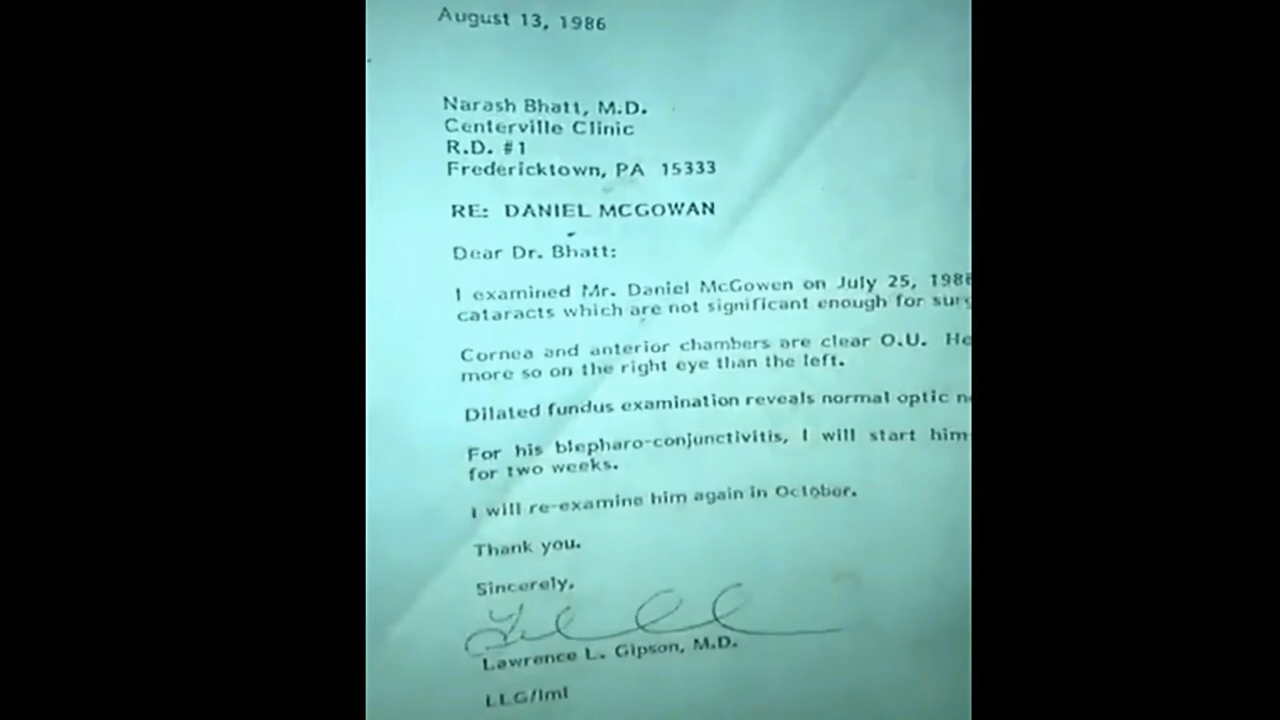 August 13, 1986
Narash Bhatt, M.D.
Centerville Clinic
R.D. #1
Fredericktown, PA 15333
RE: DANIEL MCGOWAN
Dear Dr. Bhatt:
I examined Mr. Daniel McGowen on July 25, 1986
cataracts which are not significant enough for
Cornea and anterior chambers are clear O.U. He
more so on the right eye than the left.
Dilated fundus examination reveals normal optic
For his blepharo-conjunctivitis, I will start him
for two weeks.
I will re-examine him again in October.
Thank you.
Sincerely,
Lawrence L. Gipson, M.D.
LLG/lml